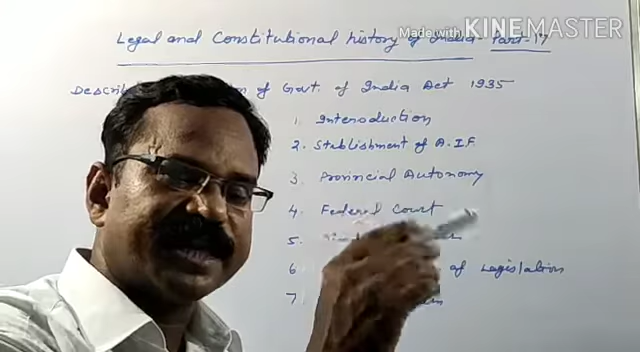 Made with KINEMASTER
Legal and Constitutional history of India- Part-17
Describ of Govt. of India Act 1935
1. Introduction
2. Stablishment of A.I.F.
3. Provincial Autonomy
4. Federal Court
5.
6 of Legislation
7